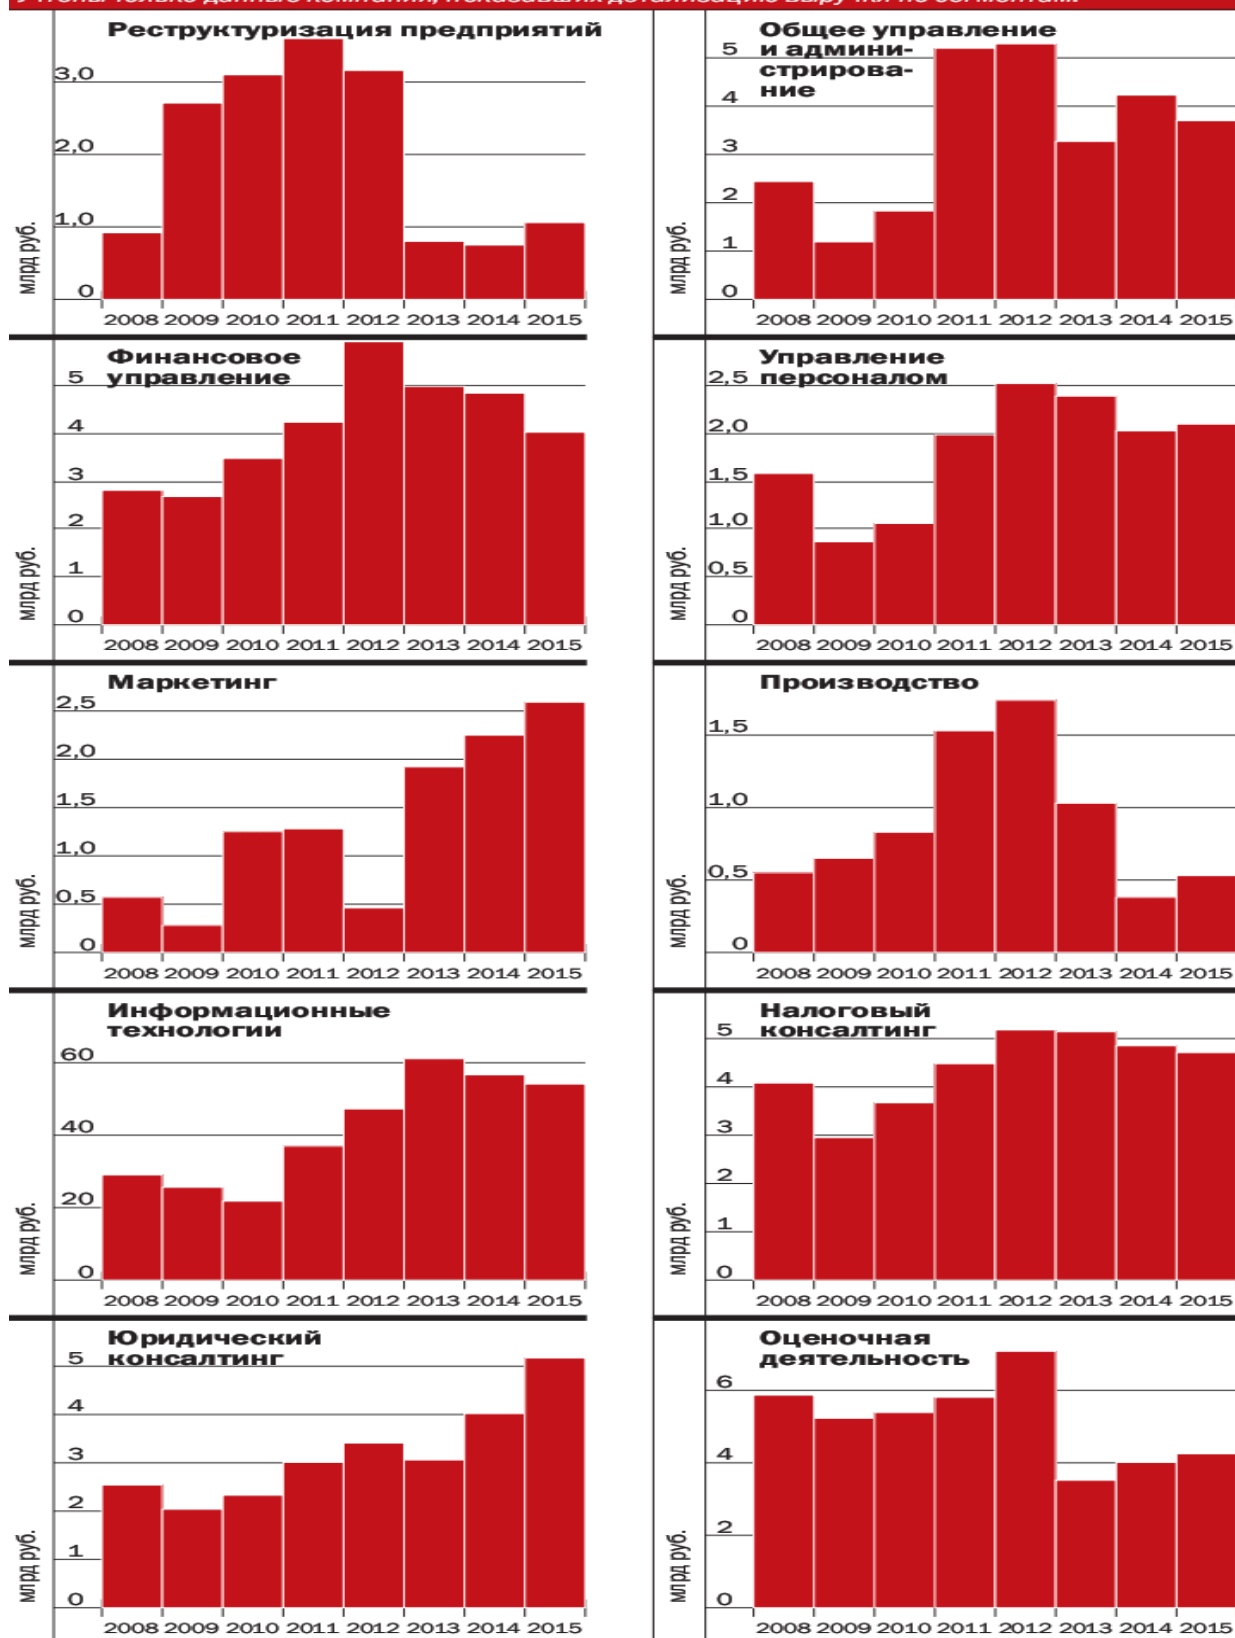 Учтены только данные компаний, показавших детализацию выручки по сегментам.
Реструктуризация предприятий
3,0
2,0
1,0
0
млрд руб.
2008 2009 2010 2011 2012 2013 2014 2015
Общее управление
и админи-
стрирова-
ние
5
4
3
2
1
0
млрд руб.
2008 2009 2010 2011 2012 2013 2014 2015
Финансовое
управление
5
4
3
2
1
0
млрд руб.
2008 2009 2010 2011 2012 2013 2014 2015
Управление
персоналом
2,5
2,0
1,5
1,0
0,5
0
млрд руб.
2008 2009 2010 2011 2012 2013 2014 2015
Маркетинг
2,5
2,0
1,5
1,0
0,5
0
млрд руб.
2008 2009 2010 2011 2012 2013 2014 2015
Производство
1,5
1,0
0,5
0
млрд руб.
2008 2009 2010 2011 2012 2013 2014 2015
Информационные
технологии
60
40
20
0
млрд руб.
2008 2009 2010 2011 2012 2013 2014 2015
Налоговый
консалтинг
5
4
3
2
1
0
млрд руб.
2008 2009 2010 2011 2012 2013 2014 2015
Юридический
консалтинг
5
4
3
2
1
0
млрд руб.
2008 2009 2010 2011 2012 2013 2014 2015
Оценочная
деятельность
6
4
2
0
млрд руб.
2008 2009 2010 2011 2012 2013 2014 2015